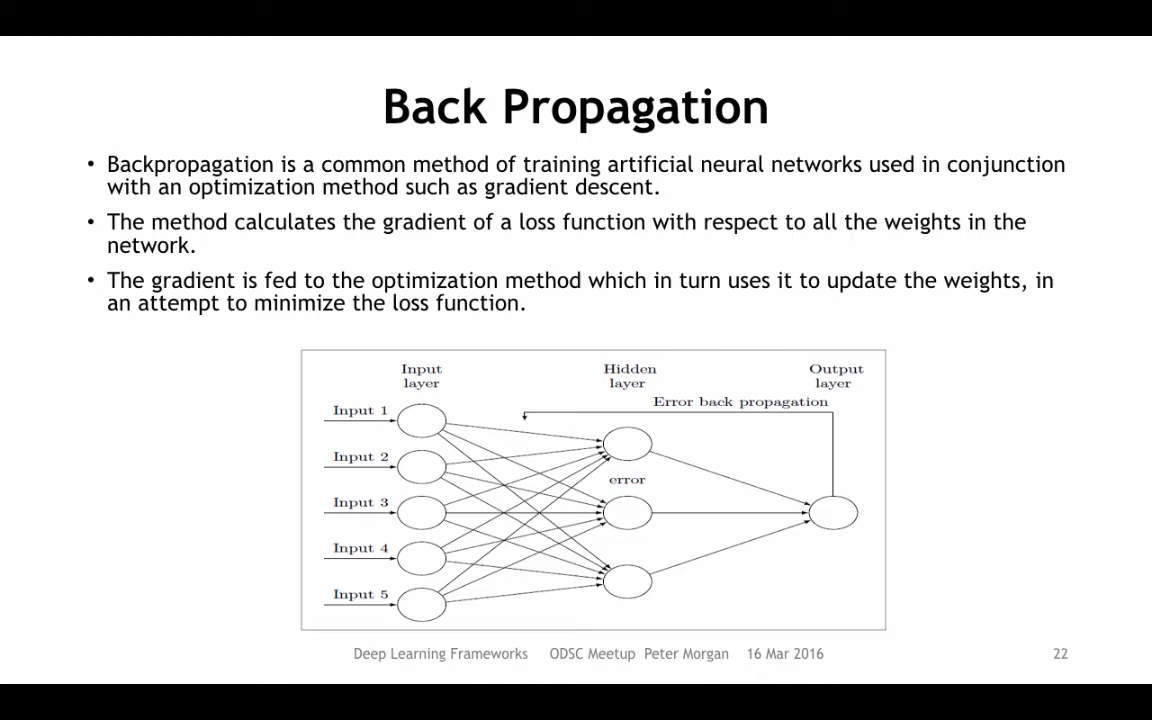 Back Propagation
• Backpropagation is a common method of training artificial neural networks used in conjunction
with an optimization method such as gradient descent.
• The method calculates the gradient of a loss function with respect to all the weights in the
network.
• The gradient is fed to the optimization method which in turn uses it to update the weights, in
an attempt to minimize the loss function.
Input
layer
Hidden
layer
Output
layer
Error back propagation
Input 1
Input 2
error
Input 3
Input 4
Input 5
Deep Learning Frameworks ODSC Meetup Peter Morgan 16 Mar 2016 22